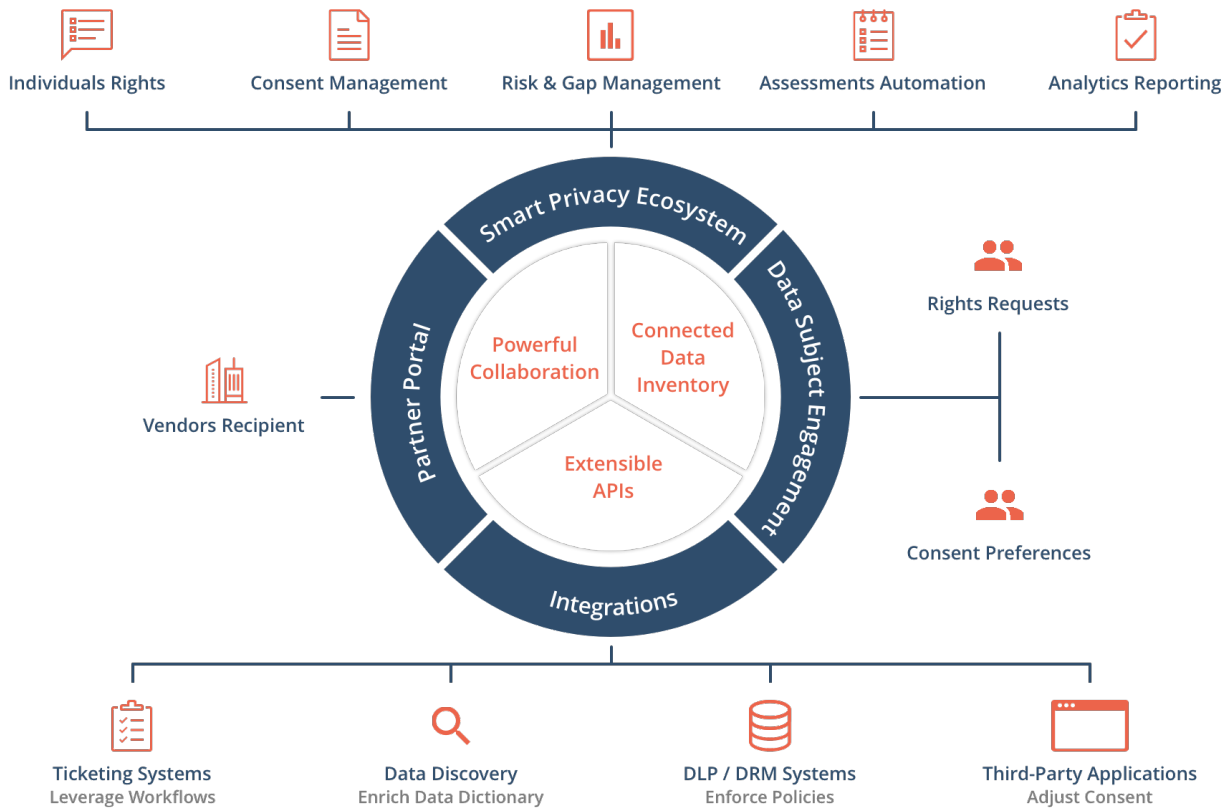 Individuals Rights
Consent Management
Risk & Gap Management
Assessments Automation
Analytics Reporting
Smart Privacy Ecosystem
Data Subject Engagement
Partner Portal
Integrations
Powerful
Collaboration
Connected
Data
Inventory
Extensible
APIs
Vendors Recipient
Rights Requests
Consent Preferences
Ticketing Systems
Leverage Workflows
Data Discovery
Enrich Data Dictionary
DLP / DRM Systems
Enforce Policies
Third-Party Applications
Adjust Consent